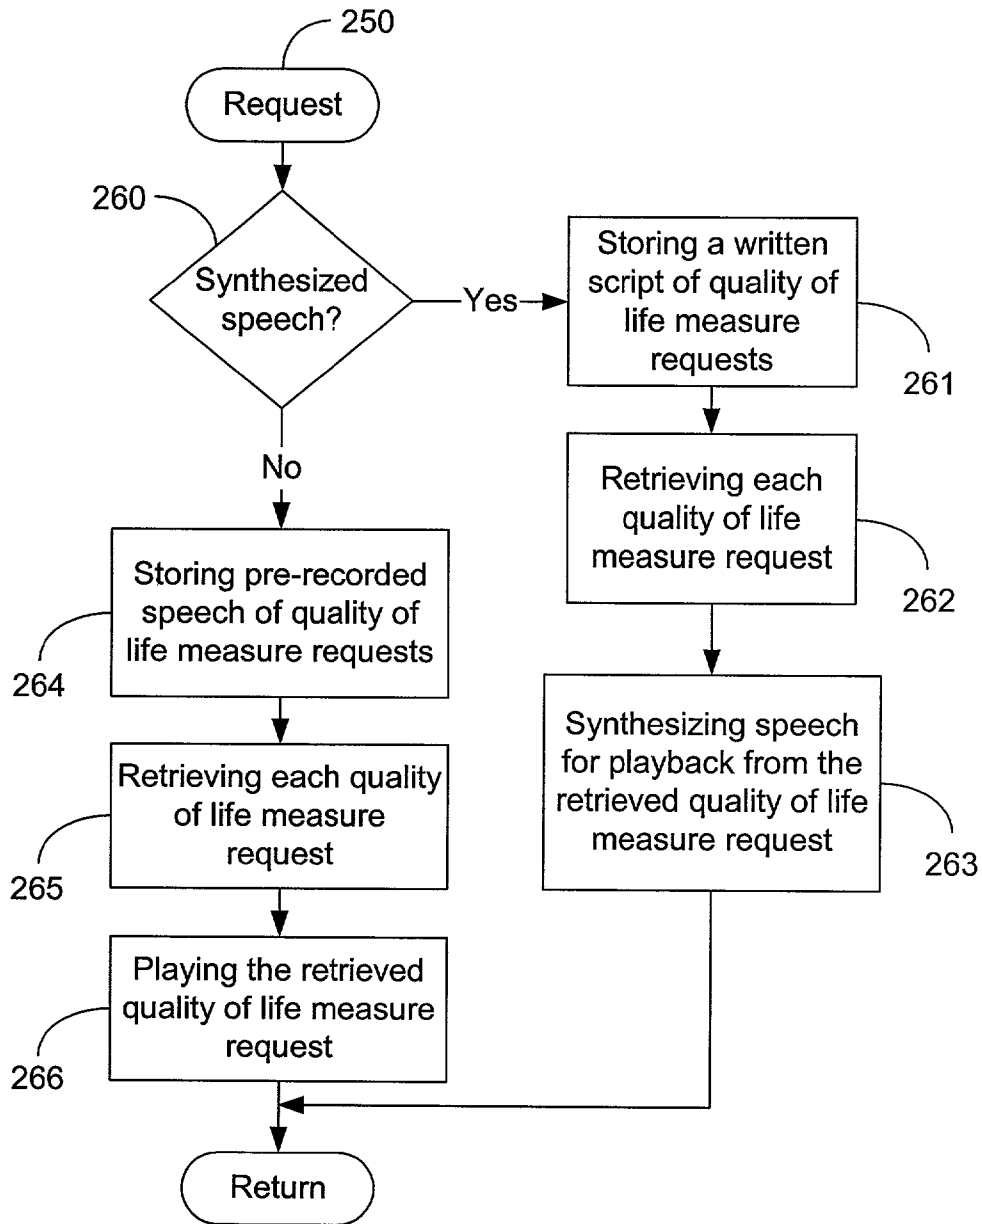 250
Request
260
Synthesized
speech?
Yes
Storing a written
script of quality of
life measure
requests
261
Retrieving each
quality of life
measure request
262
Synthesizing speech
for playback from the
retrieved quality of life
measure request
263
No
Storing pre-recorded
speech of quality of
life measure requests
264
Retrieving each quality
of life measure
request
265
Playing the retrieved
quality of life measure
request
266
Return